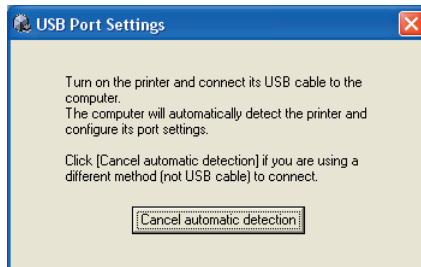 USB Port Settings
Turn on the printer and connect its USB cable to the
computer.
The computer will automatically detect the printer and
configure its port settings.
Click [Cancel automatic detection] if you are using a
different method (not USB cable) to connect.
Cancel automatic detection